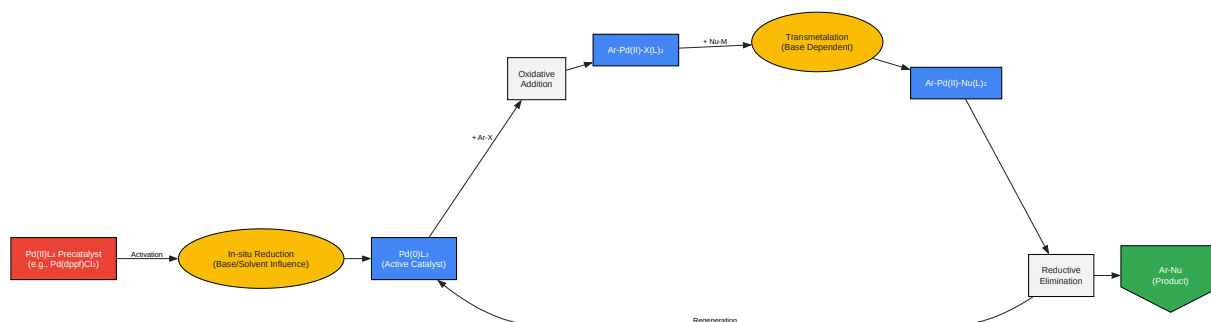 Pd(II)L₂ Precatalyst
(e.g., Pd(dppf)Cl₂)
Activation
In-situ Reduction
(Base/Solvent Influence)
Pd(0)L₂
(Active Catalyst)
+ Ar-X
Oxidative
Addition
Ar-Pd(II)-X(L)₂
+ Nu-M
Transmetalation
(Base Dependent)
Ar-Pd(II)-Nu(L)₂
Reductive
Elimination
Ar-Nu
(Product)
Regeneration